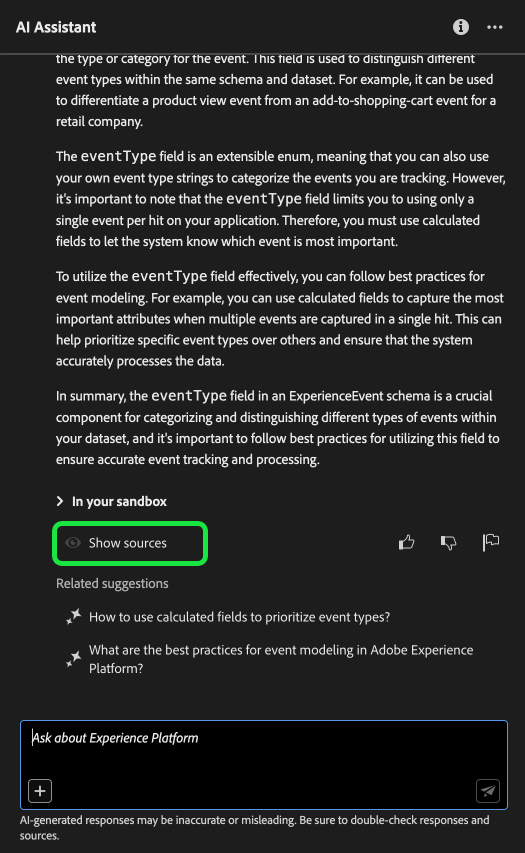 AI Assistant
the type or category for the event. This field is used to distinguish different
event types within the same schema and dataset. For example, it can be used
to differentiate a product view event from an add-to-shopping-cart event for a
retail company.
The eventType field is an extensible enum, meaning that you can also use
your own event type strings to categorize the events you are tracking. However,
it's important to note that the eventType field limits you to using only a
single event per hit on your application. Therefore, you must use calculated
fields to let the system know which event is most important.
To utilize the eventType field effectively, you can follow best practices for
event modeling. For example, you can use calculated fields to capture the most
important attributes when multiple events are captured in a single hit. This can
help prioritize specific event types over others and ensure that the system
accurately processes the data.
In summary, the eventType field in an ExperienceEvent schema is a crucial
component for categorizing and distinguishing different types of events within
your dataset, and it's important to follow best practices for utilizing this field to
ensure accurate event tracking and processing.
In your sandbox
Show sources
Related suggestions
How to use calculated fields to prioritize event types?
What are the best practices for event modeling in Adobe Experience
Platform?
Ask about Experience Platform
AI-generated responses may be inaccurate or misleading. Be sure to double-check responses and
sources.